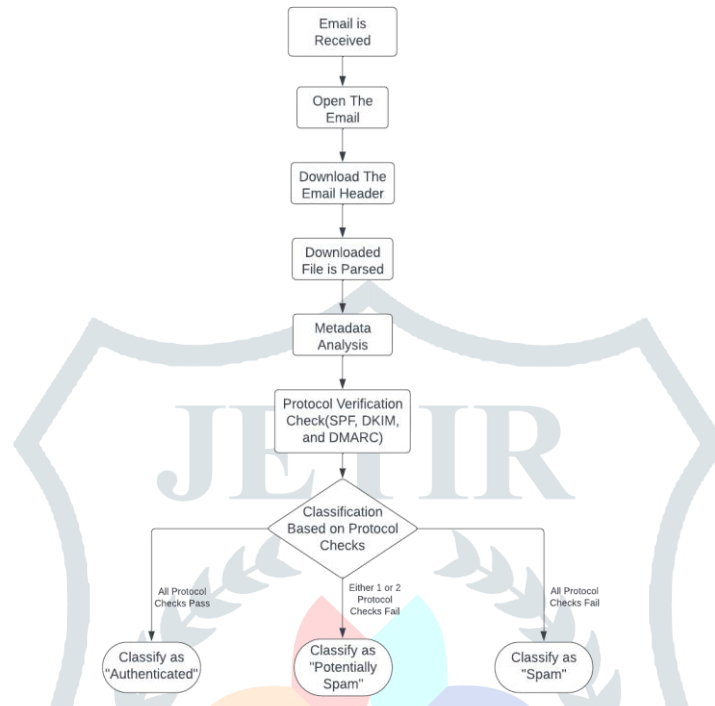 Email is
Received
Open The
Email
Download The
Email Header
Downloaded
File is Parsed
Metadata
Analysis
Protocol Verification
Check(SPF, DKIM,
and DMARC)
JETIR
Classification
Based on Protocol
Checks
All Protocol
Checks Pass
Either 1 or 2
Protocol
Checks Fail
All Protocol
Checks Fail
Classify as
"Authenticated"
Classify as
"Potentially
Spam"
Classify as
"Spam"